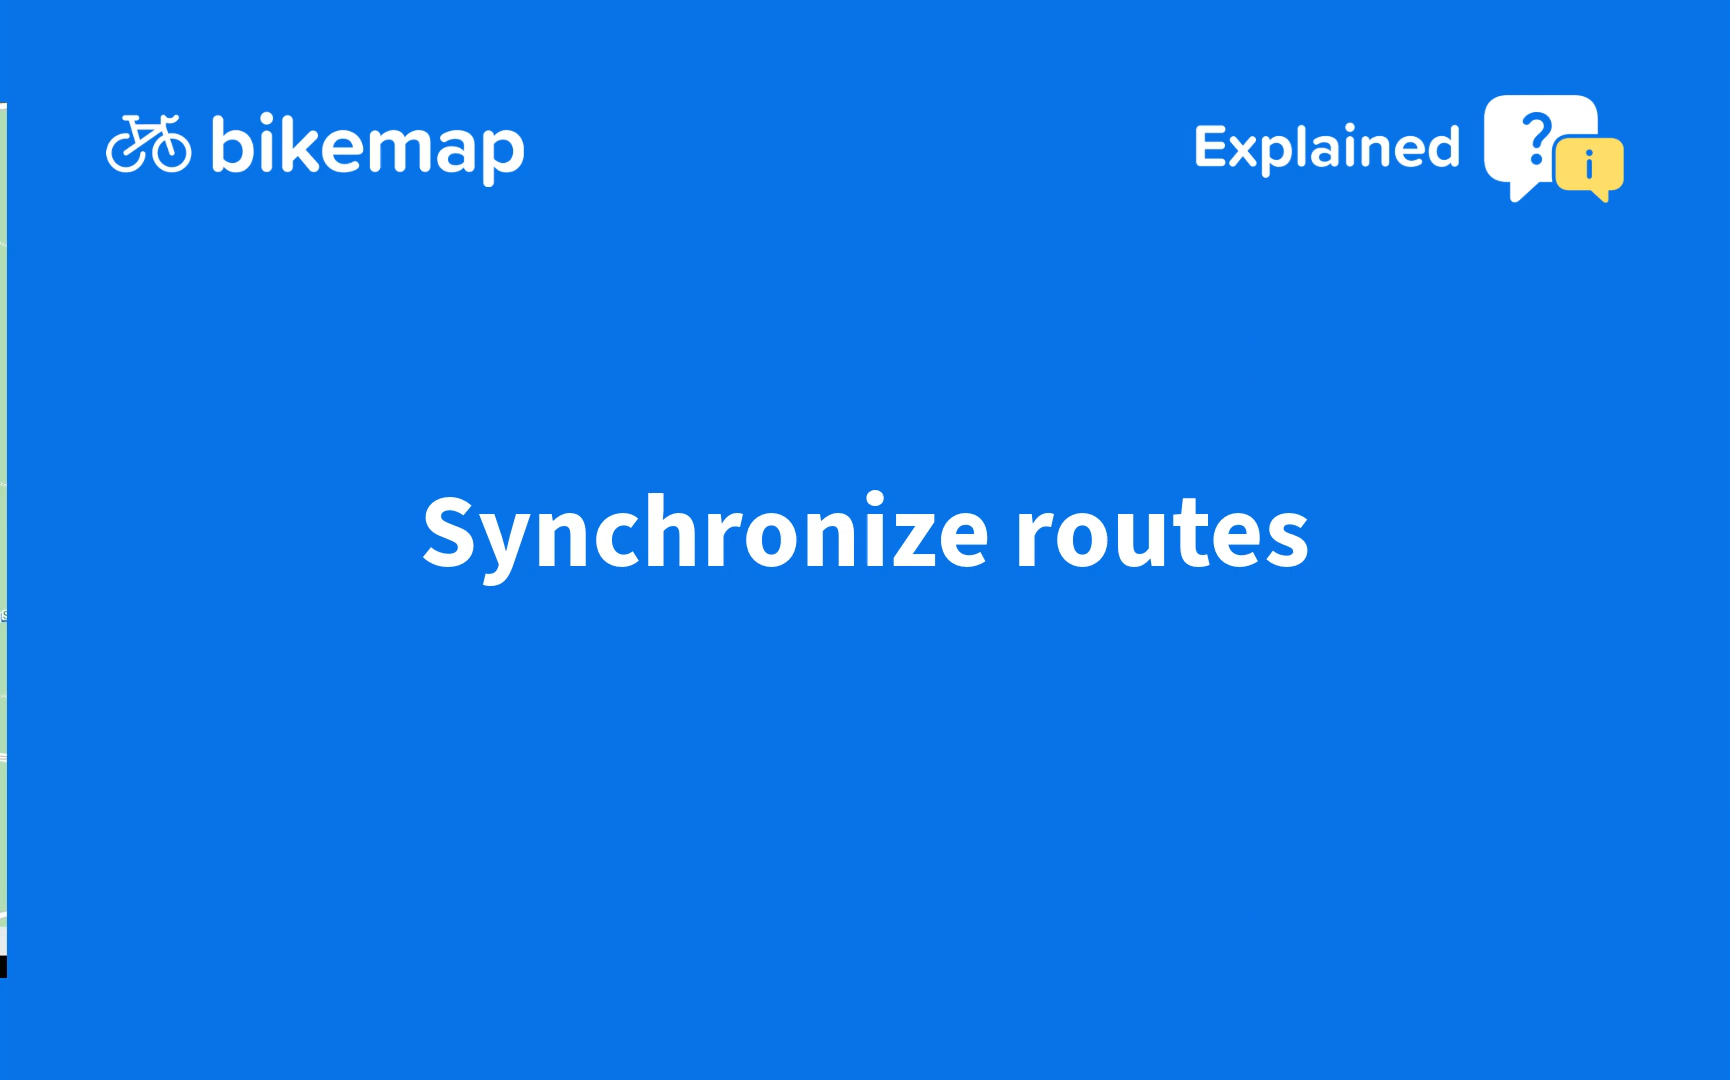 bikemap
Explained
?
i
Synchronize routes